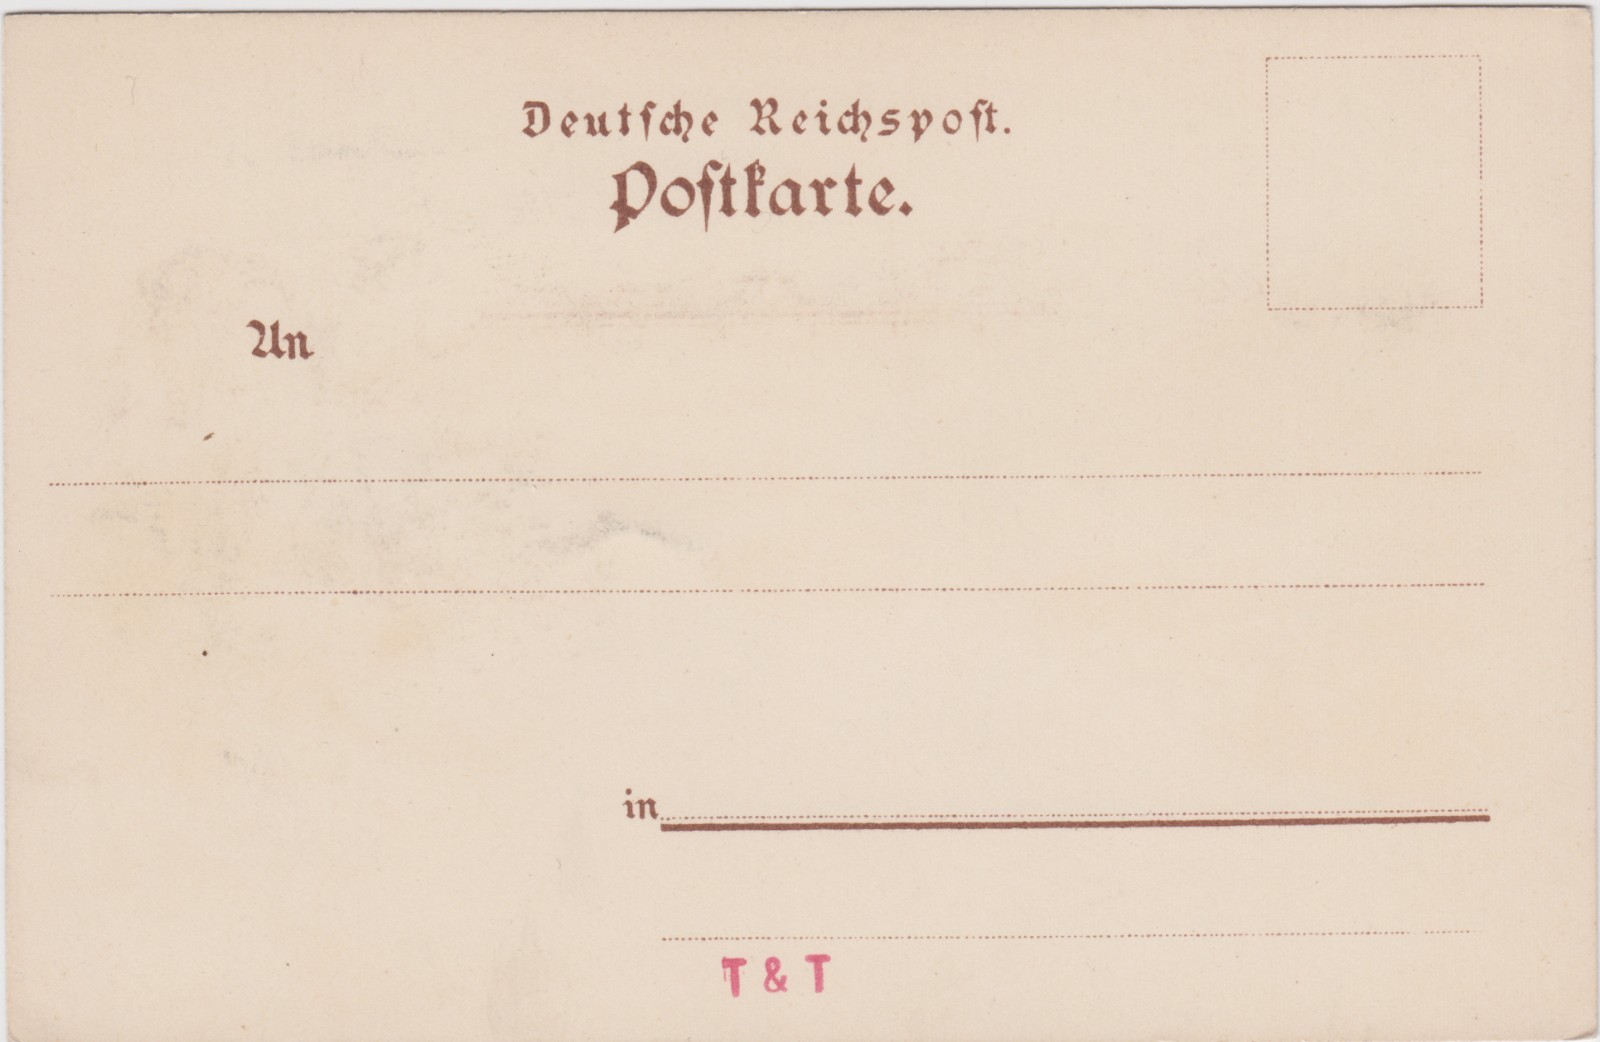 Deutſche Reichspoſt.
Poſtkarte.
An
in
T & T